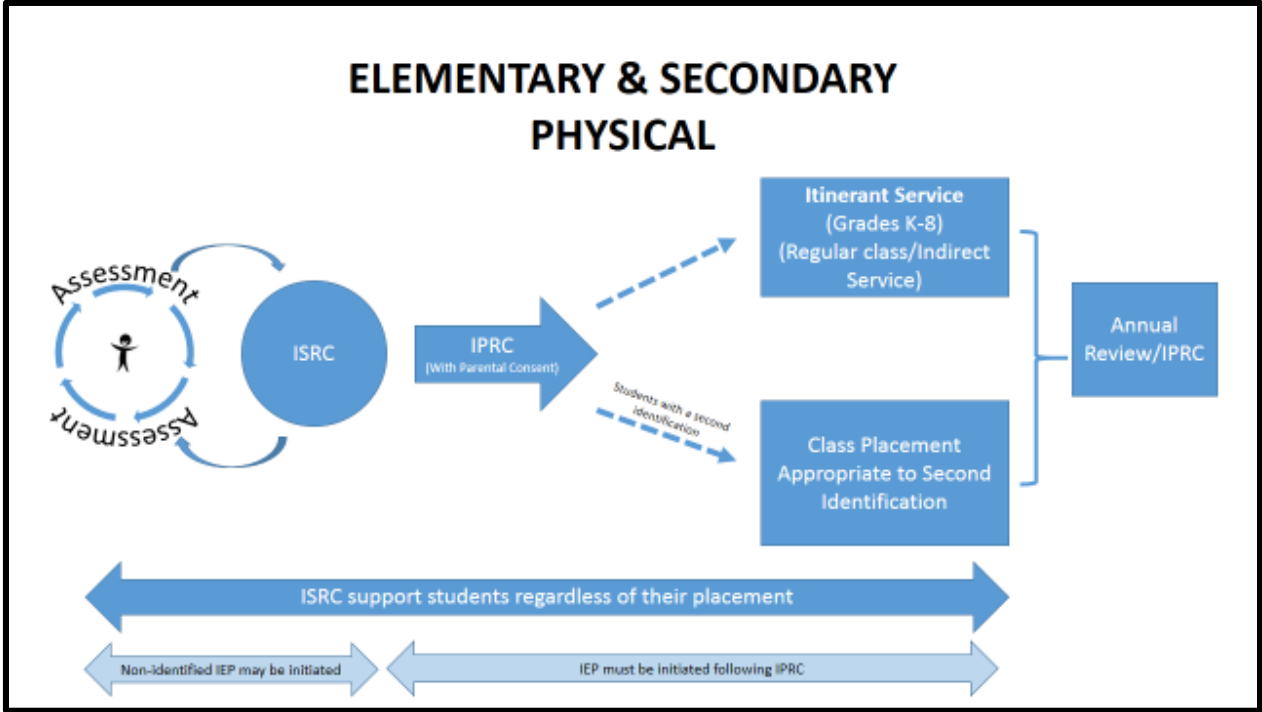 ELEMENTARY & SECONDARY
PHYSICAL
Assessment
Assessment
ISRC
IPRC
(With Parental Consent)
Students with a second
identification
Itinerant Service
(Grades K-8)
(Regular class/Indirect
Service)
Class Placement
Appropriate to Second
Identification
Annual
Review/IPRC
ISRC support students regardless of their placement
Non-identified IEP may be initiated
IEP must be initiated following IPRC